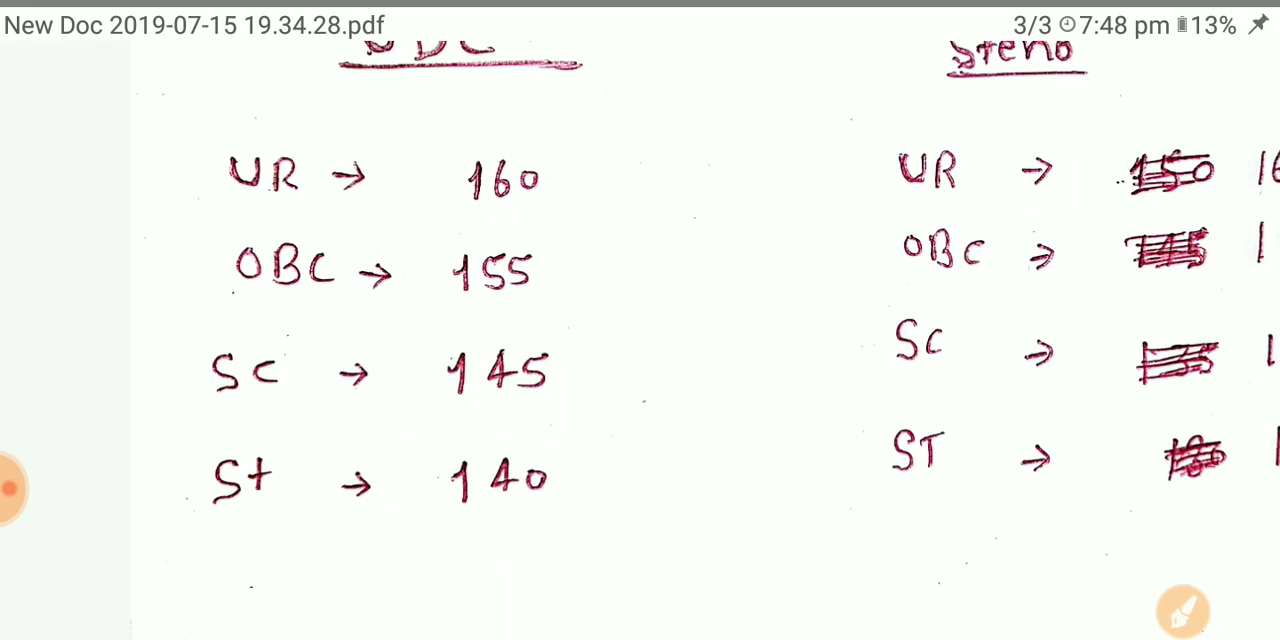 New Doc 2019-07-15 19.34.28.pdf 3/3 7:48 pm 13%
Steno
UR → 160 UR →
OBC → 155 OBC →
SC → 145 SC →
St → 140 ST →